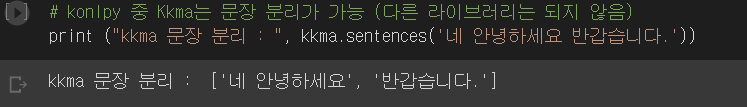 [ ] # konlpy 중 Kkma는 문장 분리가 가능 (다른 라이브러리는 되지 않음)
print ("kkma 문장 분리 : ", kkma.sentences('네 안녕하세요 반갑습니다.'))
kkma 문장 분리 :  ['네 안녕하세요', '반갑습니다.']